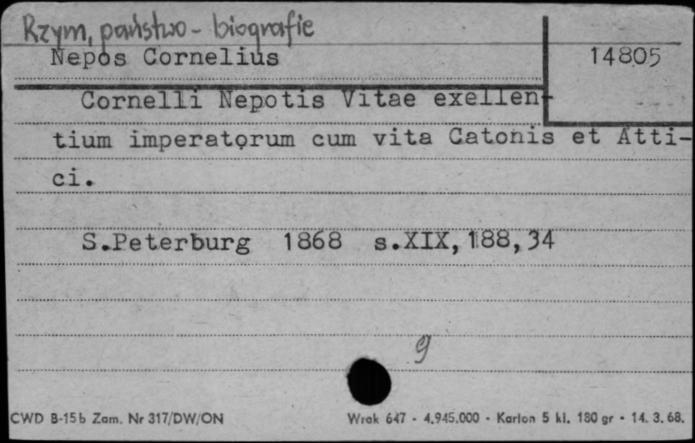 Rzym, państwo - biografie
Nepos Cornelius 14805
Cornelli Nepotis Vitae exellen-
tium imperatorum cum vita Catonis et Atti-
ci.
S.Peterburg 1868 s.XIX,188,34
9
CWD B-15b Zam. Nr 317/DW/ON Wrak 647 - 4.945.000 - Karton 5 kl. 180 gr - 14. 3. 68.